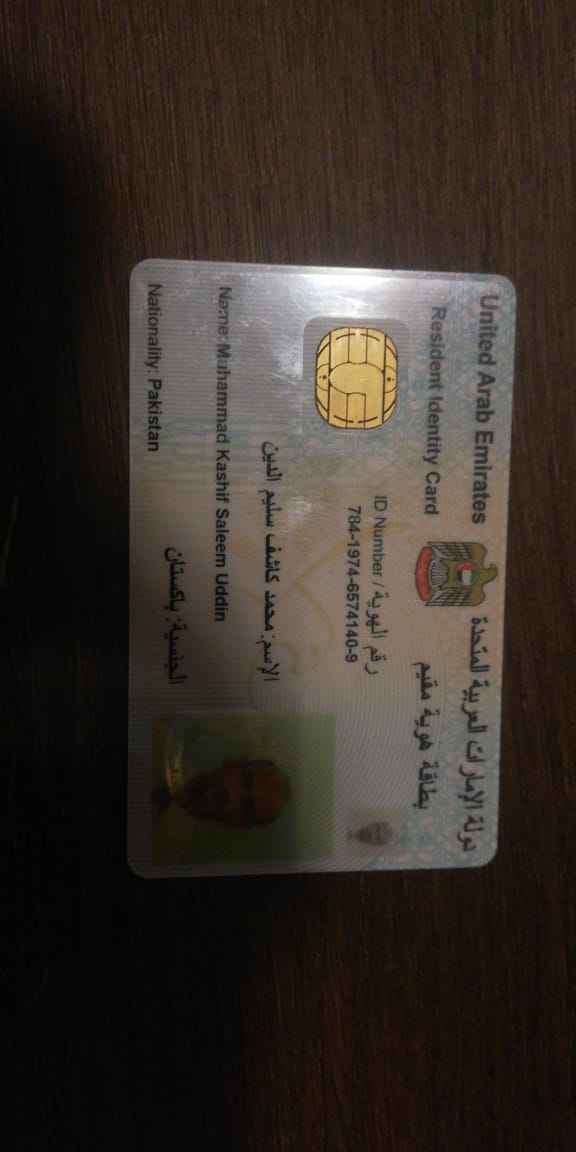 United Arab Emirates
دولة الإمارات العربية المتحدة
Resident Identity Card
بطاقة هوية مقيم
ID Number / رقم الهوية
784-1974-6574140-9
الإسم: محمد كاشف سليم الدين
Name: Muhammad Kashif Saleem Uddin
الجنسية: باكستان
Nationality: Pakistan